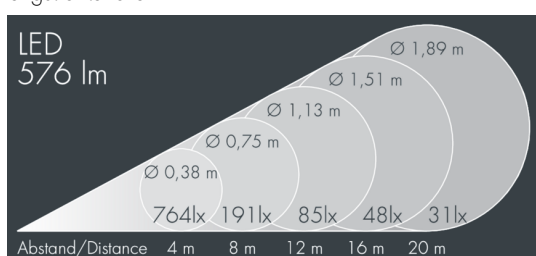 LED
576 lm
Ø 1,89 m
Ø 1,51 m
Ø 1,13 m
Ø 0,75 m
Ø 0,38 m
764lx 191lx 85lx 48lx 31lx
Abstand/Distance 4 m 8 m 12 m 16 m 20 m